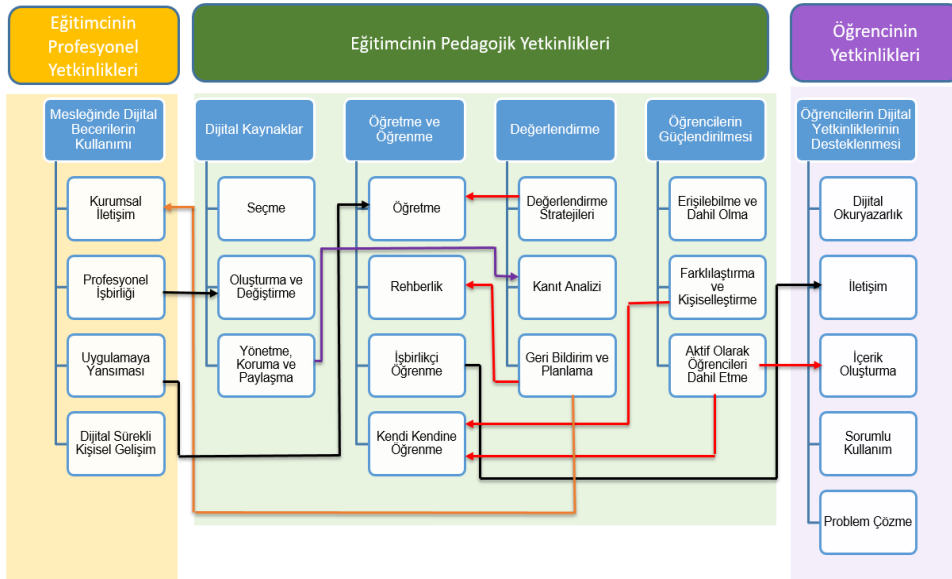 Eğitimcinin
Profesyonel
Yetkinlikleri
Eğitimcinin Pedagojik Yetkinlikleri
Öğrencinin
Yetkinlikleri
Mesleğinde Dijital
Becerilerin
Kullanımı
Kurumsal
İletişim
Profesyonel
İşbirliği
Uygulamaya
Yansıması
Dijital Sürekli
Kişisel Gelişim
Dijital Kaynaklar
Seçme
Oluşturma ve
Değiştirme
Yönetme,
Koruma ve
Paylaşma
Öğretme ve
Öğrenme
Öğretme
Rehberlik
İşbirlikçi
Öğrenme
Kendi Kendine
Öğrenme
Değerlendirme
Değerlendirme
Stratejileri
Kanıt Analizi
Geri Bildirim ve
Planlama
Öğrencilerin
Güçlendirilmesi
Erişilebilme ve
Dahil Olma
Farklılaştırma
ve
Kişiselleştirme
Aktif Olarak
Öğrencileri
Dahil Etme
Öğrencilerin Dijital
Yetkinliklerinin
Desteklenmesi
Dijital
Okuryazarlık
İletişim
İçerik
Oluşturma
Sorumlu
Kullanım
Problem Çözme